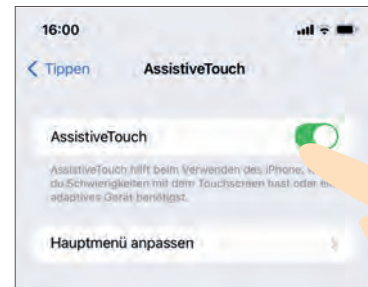 16:00
Tippen
AssistiveTouch
AssistiveTouch
AssistiveTouch hilft beim Verwenden des iPhone,
du Schwierigkeiten mit dem Touchscreen hast oder
adaptives Gerät benötigst.
Hauptmenü anpassen